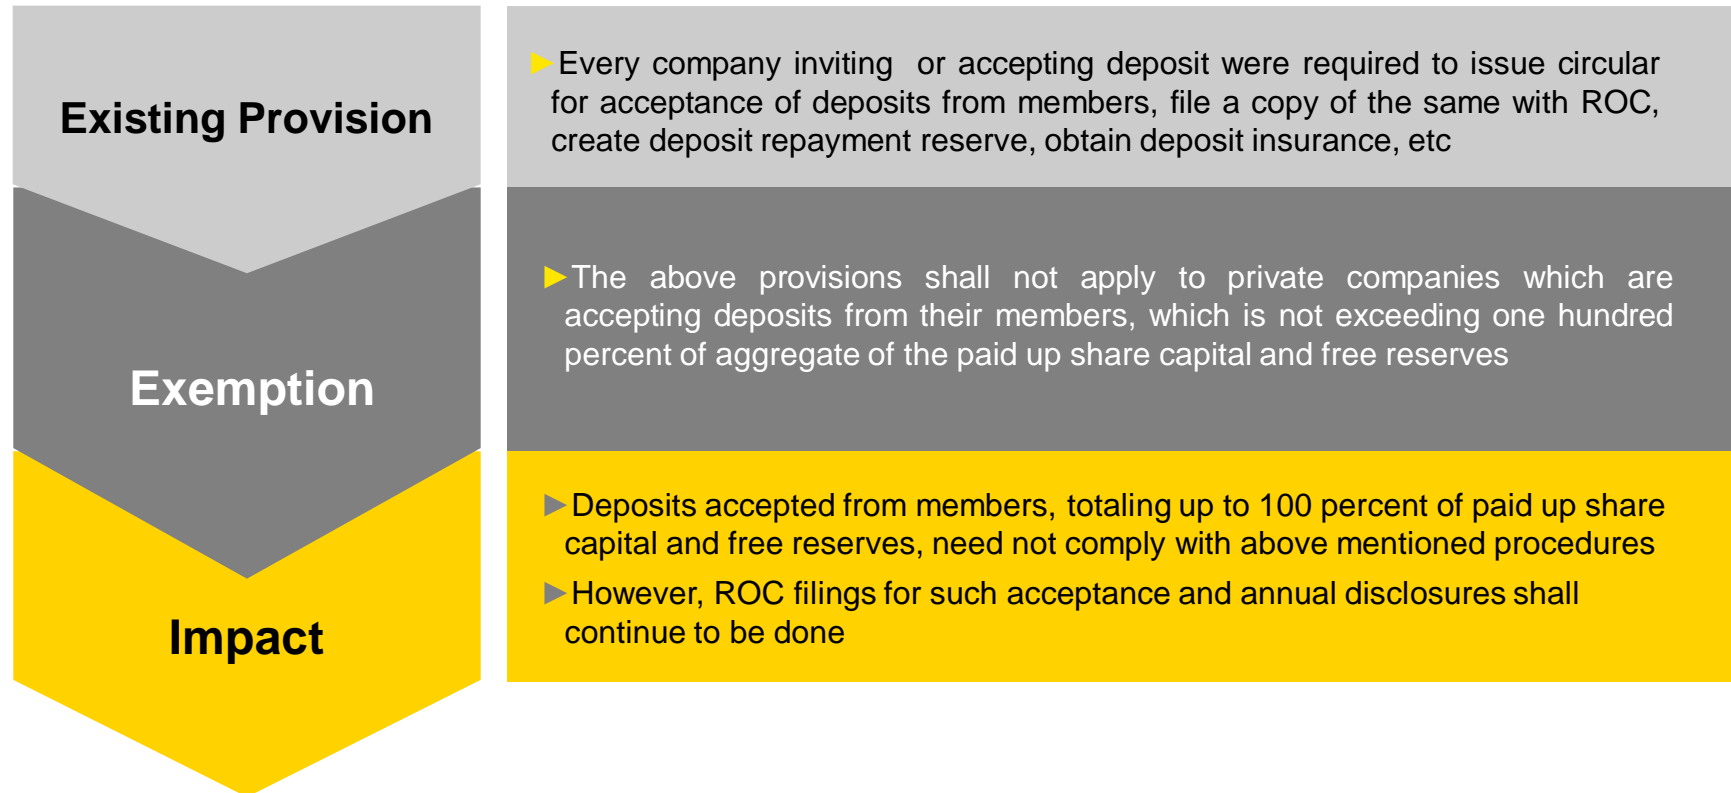 Existing Provision
►Every company inviting or accepting deposit were required to issue circular
for acceptance of deposits from members, file a copy of the same with ROC,
create deposit repayment reserve, obtain deposit insurance, etc
Exemption
►The above provisions shall not apply to private companies which are
accepting deposits from their members, which is not exceeding one hundred
percent of aggregate of the paid up share capital and free reserves
Impact
►Deposits accepted from members, totaling up to 100 percent of paid up share
capital and free reserves, need not comply with above mentioned procedures
►However, ROC filings for such acceptance and annual disclosures shall
continue to be done